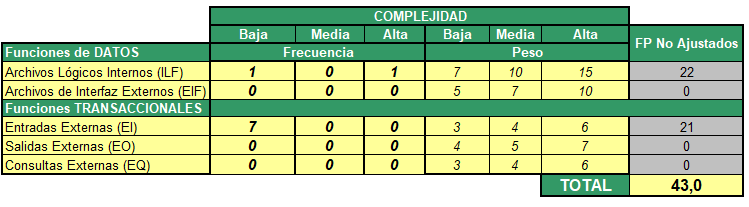 COMPLEJIDAD
Baja Media Alta Baja Media Alta FP No Ajustados
Funciones de DATOS Frecuencia Peso
Archivos Lógicos Internos (ILF) 1 0 1 7 10 15 22
Archivos de Interfaz Externos (EIF) 0 0 0 5 7 10 0
Funciones TRANSACCIONALES
Entradas Externas (EI) 7 0 0 3 4 6 21
Salidas Externas (EO) 0 0 0 4 5 7 0
Consultas Externas (EQ) 0 0 0 3 4 6 0
TOTAL 43,0